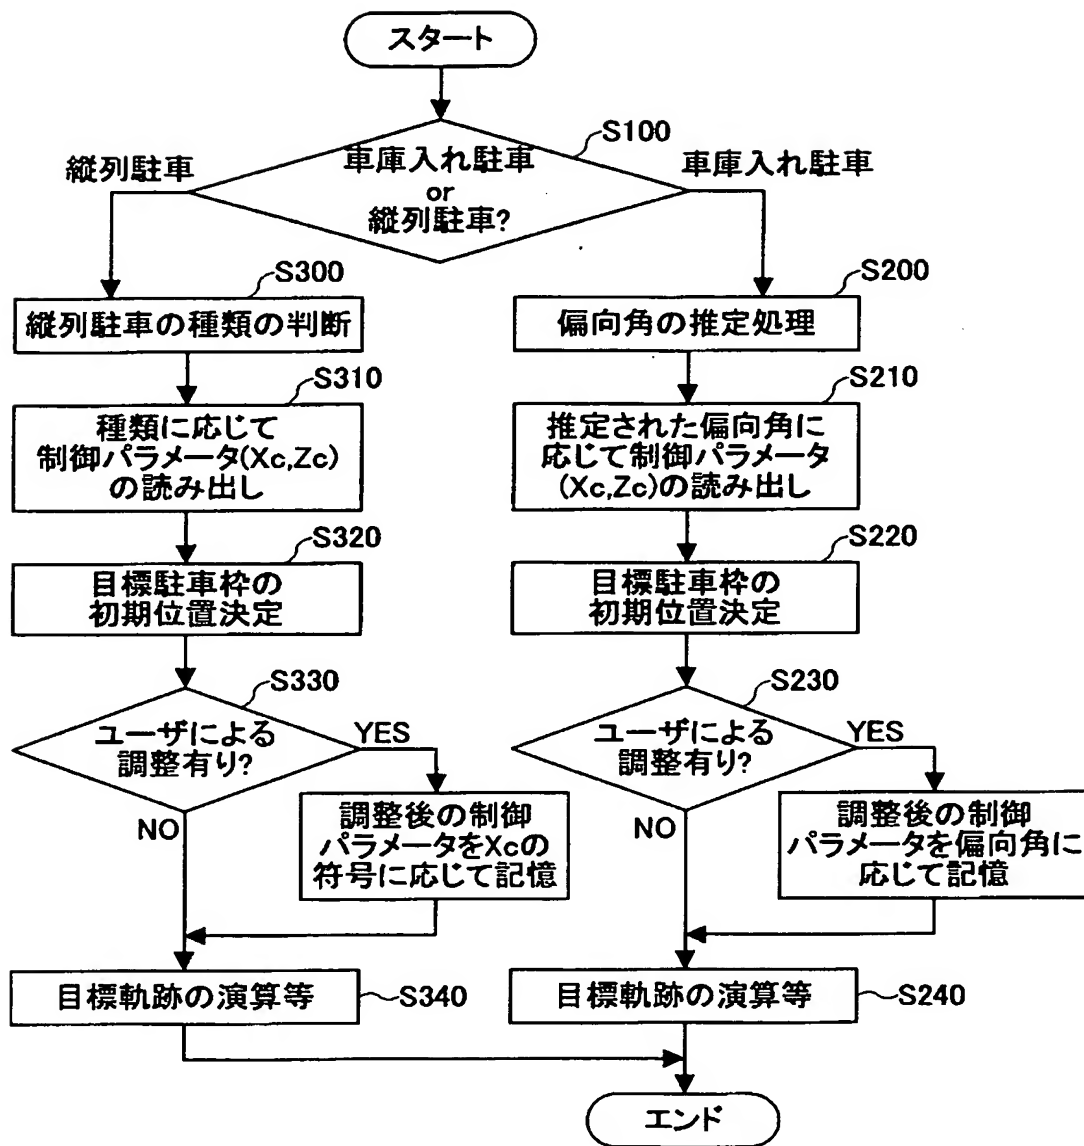 スタート
S100
縦列駐車
車庫入れ駐車
or
縦列駐車?
車庫入れ駐車
S300
縦列駐車の種類の判断
S310
種類に応じて
制御パラメータ(Xc,Zc)
の読み出し
S320
目標駐車枠の
初期位置決定
S330
ユーザによる
調整有り?
YES
NO
調整後の制御
パラメータをXcの
符号に応じて記憶
目標軌跡の演算等
S340
S200
偏向角の推定処理
S210
推定された偏向角に
応じて制御パラメータ
(Xc,Zc)の読み出し
S220
目標駐車枠の
初期位置決定
S230
ユーザによる
調整有り?
YES
NO
調整後の制御
パラメータを偏向角に
応じて記憶
目標軌跡の演算等
S240
エンド